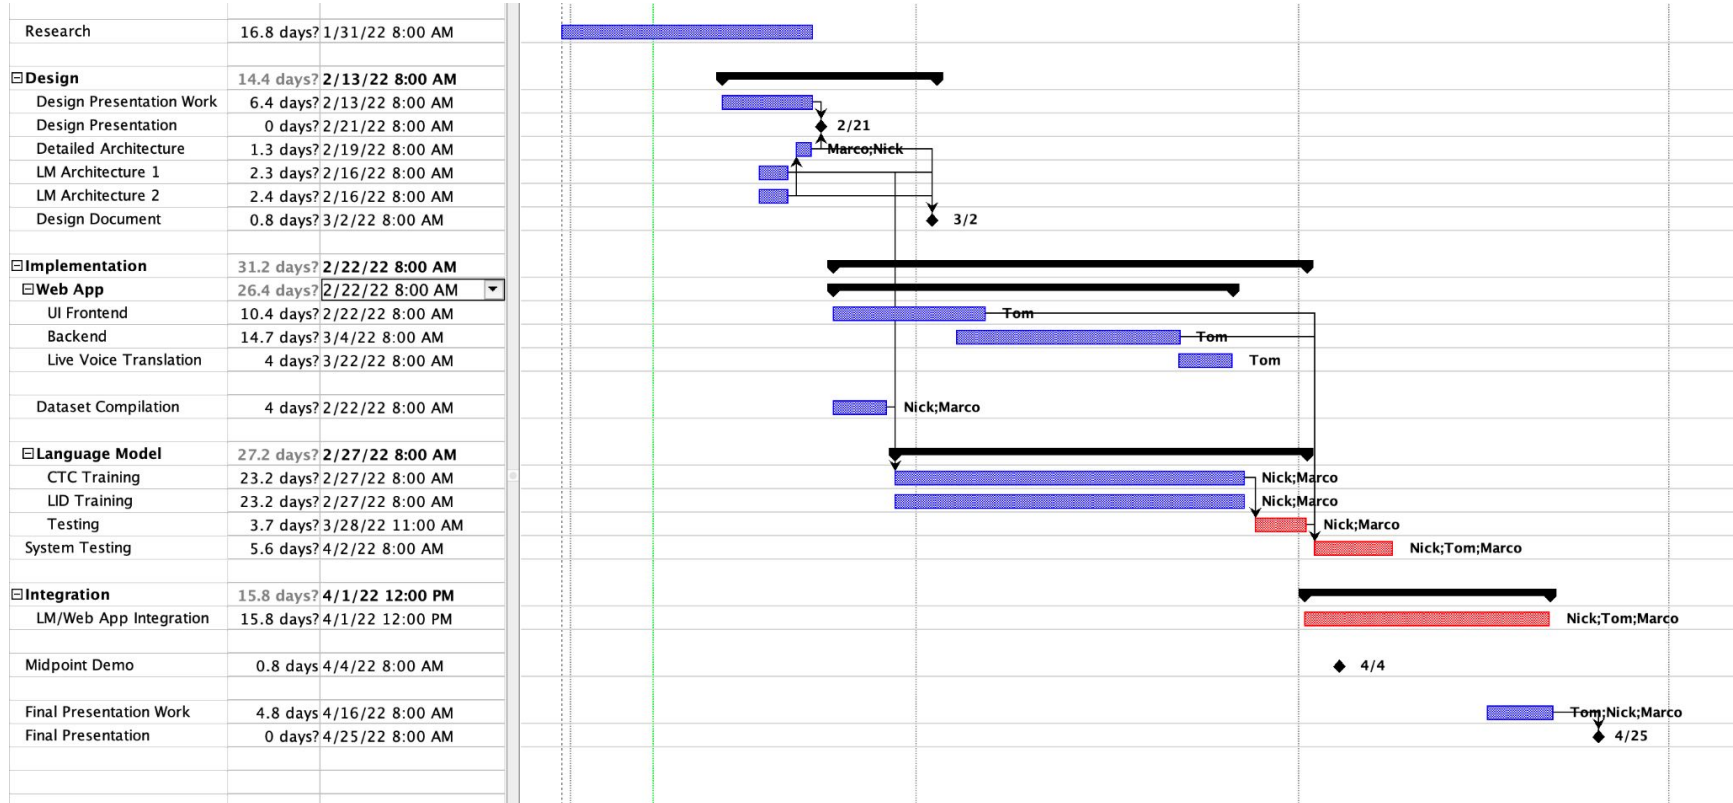 Research 16.8 days? 1/31/22 8:00 AM
Design 14.4 days? 2/13/22 8:00 AM
Design Presentation Work 6.4 days? 2/13/22 8:00 AM
Design Presentation 0 days? 2/21/22 8:00 AM 2/21
Detailed Architecture 1.3 days? 2/19/22 8:00 AM Marco;Nick
LM Architecture 1 2.3 days? 2/16/22 8:00 AM
LM Architecture 2 2.4 days? 2/16/22 8:00 AM
Design Document 0.8 days? 3/2/22 8:00 AM 3/2
Implementation 31.2 days? 2/22/22 8:00 AM
Web App 26.4 days? 2/22/22 8:00 AM
UI Frontend 10.4 days? 2/22/22 8:00 AM Tom
Backend 14.7 days? 3/4/22 8:00 AM Tom
Live Voice Translation 4 days? 3/22/22 8:00 AM Tom
Dataset Compilation 4 days? 2/22/22 8:00 AM Nick;Marco
Language Model 27.2 days? 2/27/22 8:00 AM
CTC Training 23.2 days? 2/27/22 8:00 AM Nick;Marco
LID Training 23.2 days? 2/27/22 8:00 AM Nick;Marco
Testing 3.7 days? 3/28/22 11:00 AM Nick;Marco
System Testing 5.6 days? 4/2/22 8:00 AM Nick;Tom;Marco
Integration 15.8 days? 4/1/22 12:00 PM
LM/Web App Integration 15.8 days? 4/1/22 12:00 PM Nick;Tom;Marco
Midpoint Demo 0.8 days 4/4/22 8:00 AM 4/4
Final Presentation Work 4.8 days 4/16/22 8:00 AM Tom;Nick;Marco
Final Presentation 0 days? 4/25/22 8:00 AM 4/25